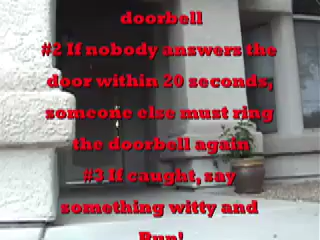 doorbell
#2 If nobody answers the
door within 20 seconds,
someone else must ring
the doorbell again
#3 If caught, say
something witty and
Run!